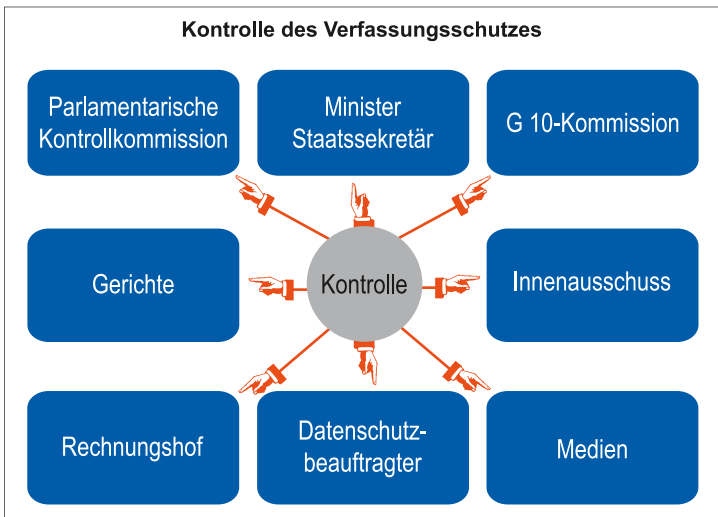 Kontrolle des Verfassungsschutzes
Parlamentarische
Kontrollkommission
Minister
Staatssekretär
G 10-Kommission
Gerichte
Kontrolle
Innenausschuss
Rechnungshof
Datenschutz-
beauftragter
Medien